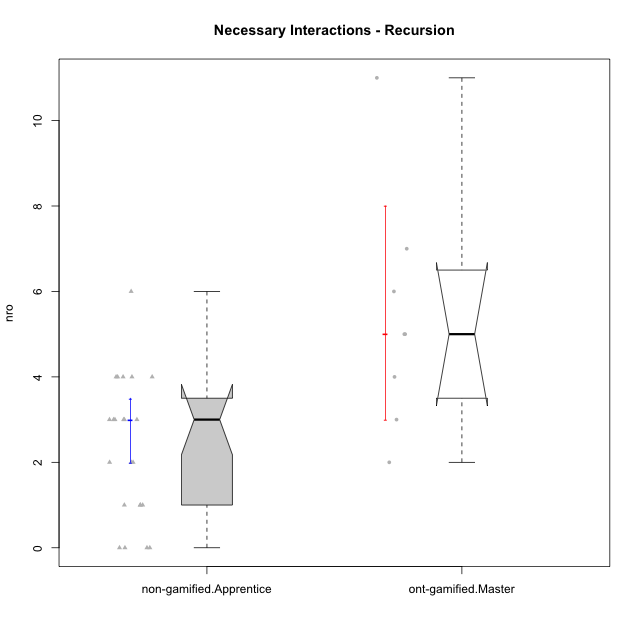 Necessary Interactions - Recursion
10
8
6
4
2
0
nro
non-gamified.Apprentice
ont-gamified.Master